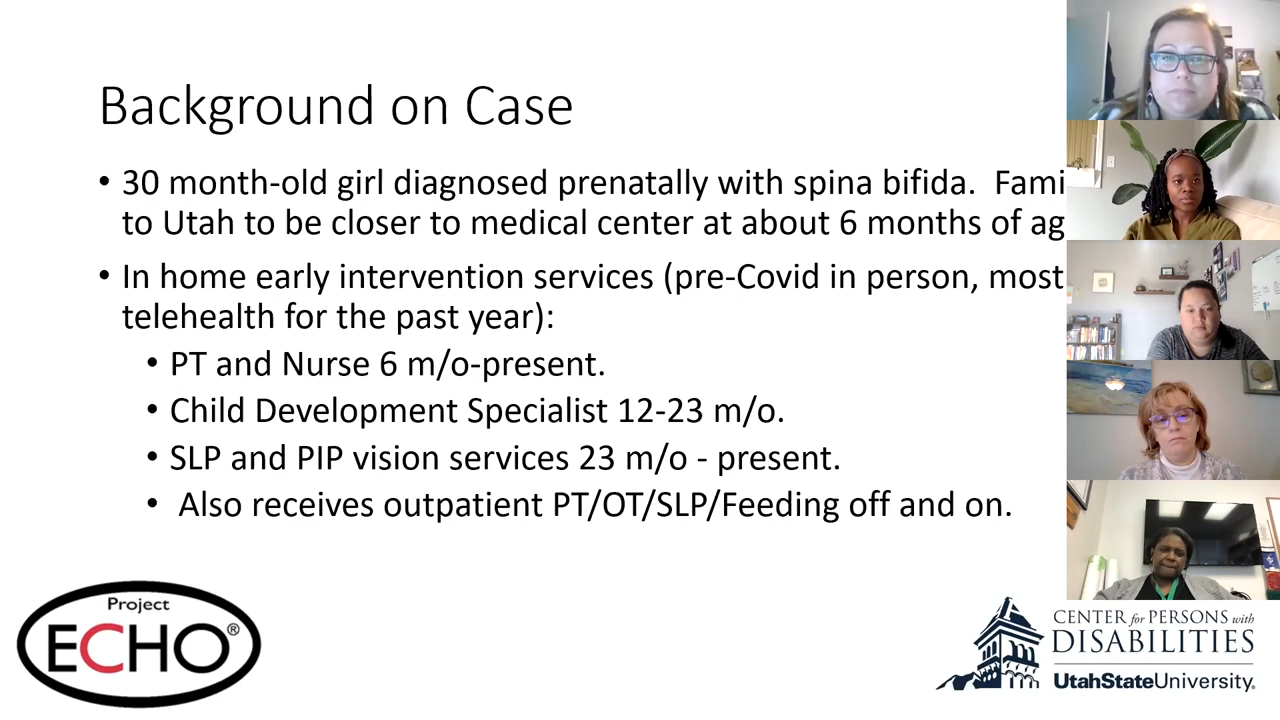 Background on Case
• 30 month-old girl diagnosed prenatally with spina bifida. Fami
to Utah to be closer to medical center at about 6 months of ag
• In home early intervention services (pre-Covid in person, most
telehealth for the past year):
• PT and Nurse 6 m/o-present.
• Child Development Specialist 12-23 m/o.
• SLP and PIP vision services 23 m/o - present.
• Also receives outpatient PT/OT/SLP/Feeding off and on.
Project
ECHO®
CENTER for PERSONS with
DISABILITIES
UtahStateUniversity.